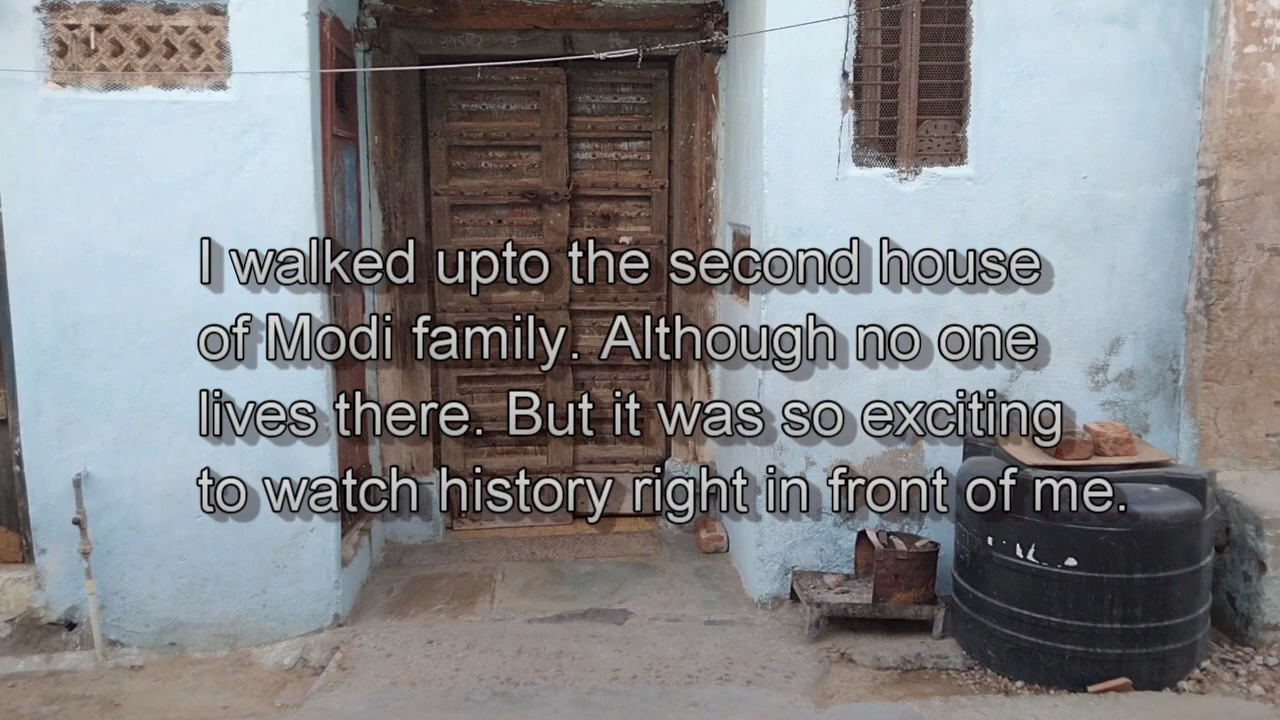 I walked upto the second house
of Modi family. Although no one
lives there. But it was so exciting
to watch history right in front of me.